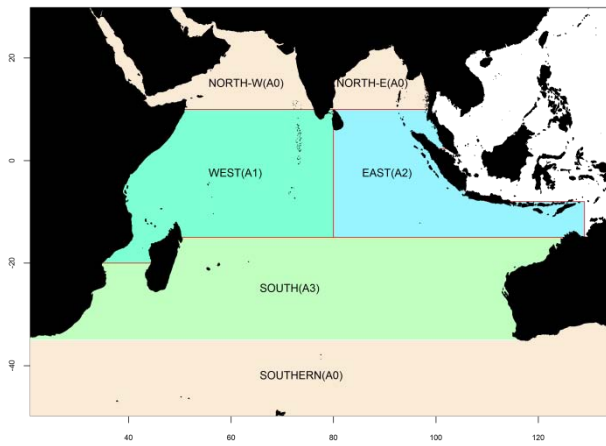 20
0
-20
-40
NORTH-W(A0)
NORTH-E(A0)
WEST(A1)
EAST(A2)
SOUTH(A3)
SOUTHERN(A0)
40
60
80
100
120